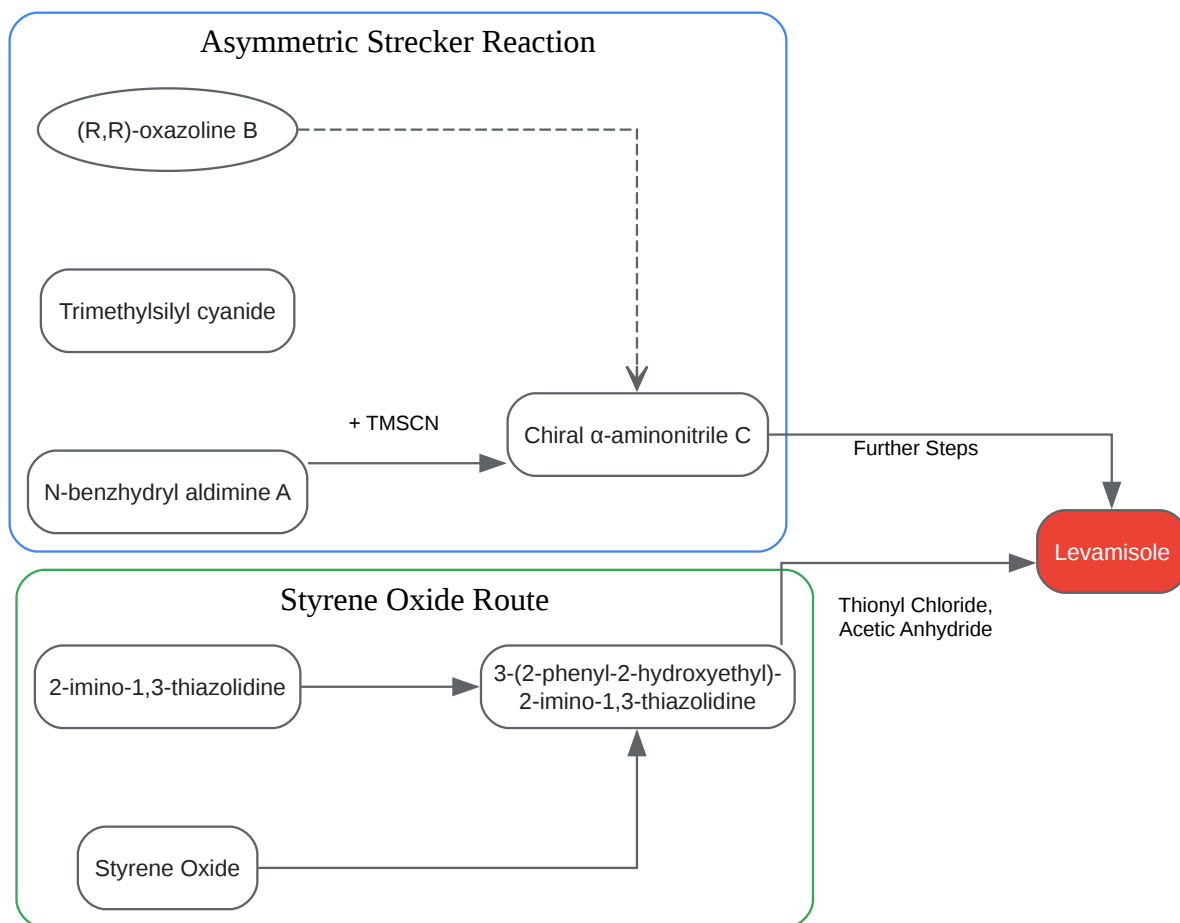 Asymmetric Strecker Reaction
(R,R)-oxazoline B
Trimethylsilyl cyanide
+ TMSCN
Chiral α-aminonitrile C
N-benzhydryl aldimine A
Further Steps
Levamisole
Styrene Oxide Route
Thionyl Chloride,
Acetic Anhydride
2-imino-1,3-thiazolidine
3-(2-phenyl-2-hydroxyethyl)-
2-imino-1,3-thiazolidine
Styrene Oxide